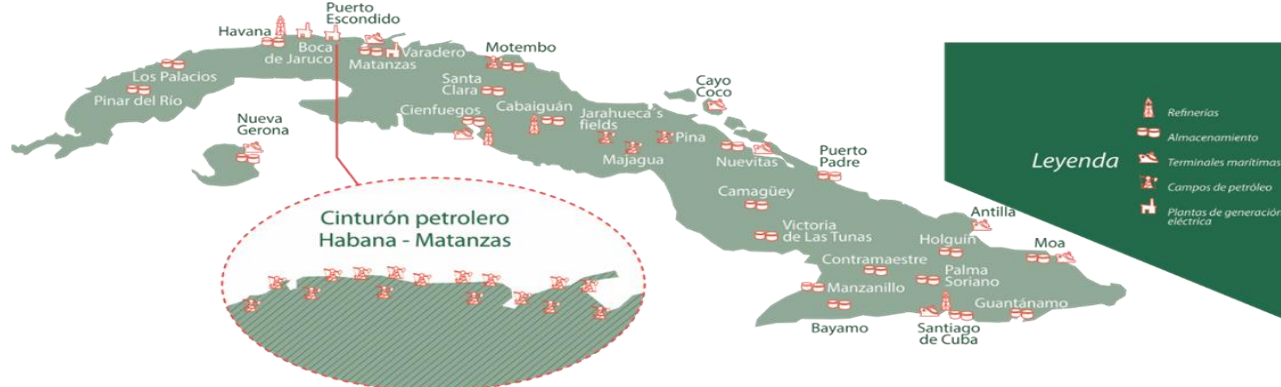 Puerto
Escondido
Havana
Boca
de Jaruco
Varadero
Matanzas
Los Palacios
Pinar del Río
Nueva
Gerona
Motembo
Santa
Clara
Cienfuegos
Cabaiguán
Jarahueca´s
fields
Majagua
Pina
Cayo
Coco
Nuevitas
Puerto
Padre
Camagüey
Victoria
de Las Tunas
Antilla
Holguín
Moa
Contramaestre
Palma
Soriano
Manzanillo
Bayamo
Guantánamo
Santiago
de Cuba
Cinturón petrolero
Habana - Matanzas
Leyenda
Refinerías
Almacenamiento
Terminales marítimas
Campos de petróleo
Plantas de generación
eléctrica